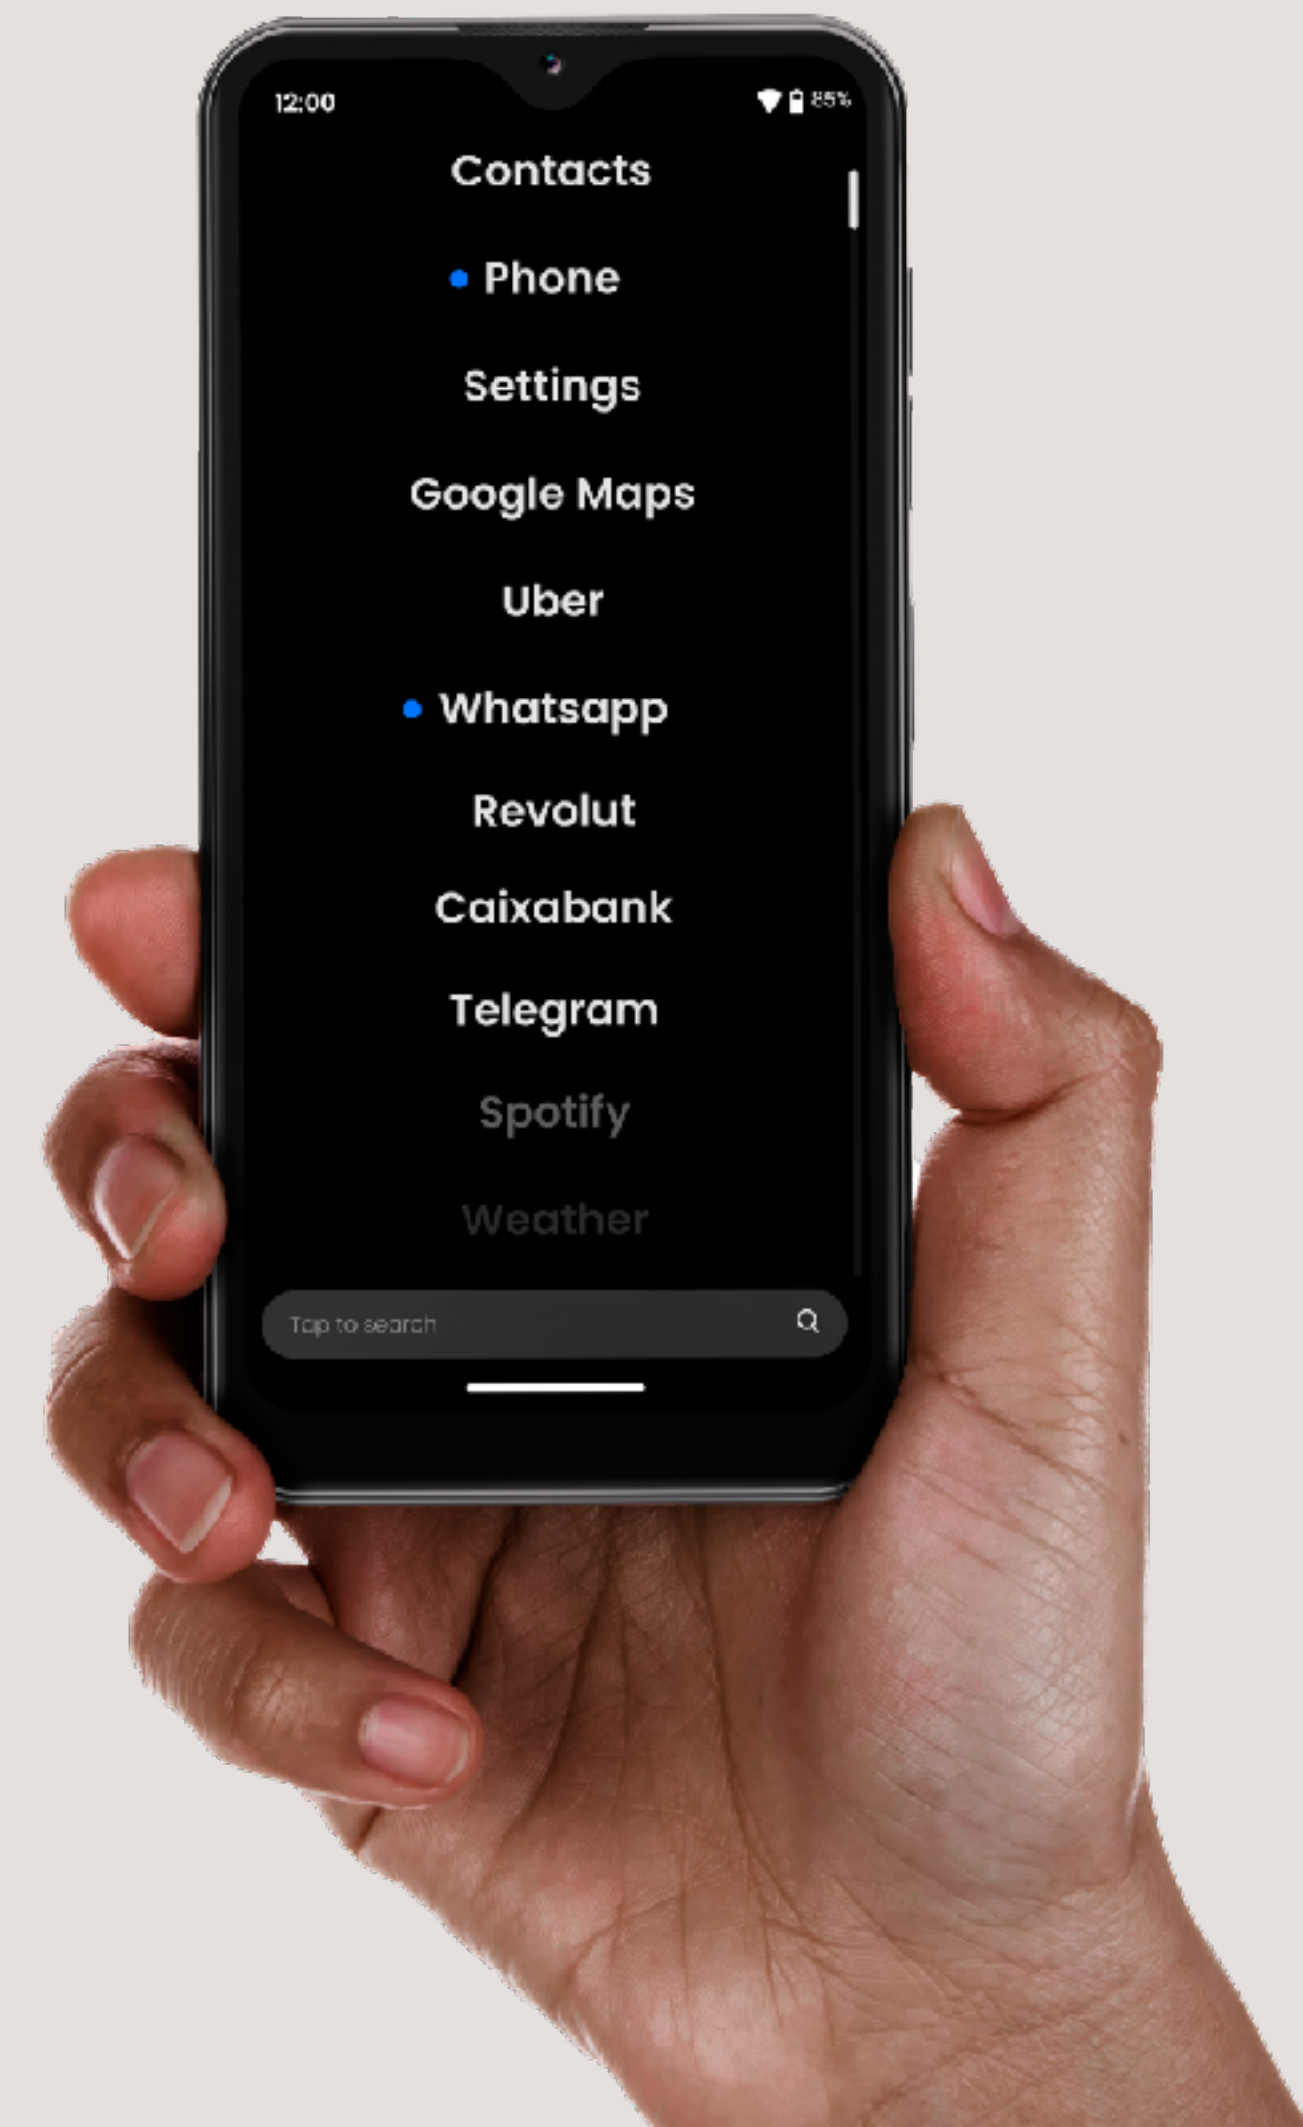 12:00
85%
Contacts
Phone
Settings
Google Maps
Uber
Whatsapp
Revolut
Caixabank
Telegram
Spotify
Weather
Tap to search